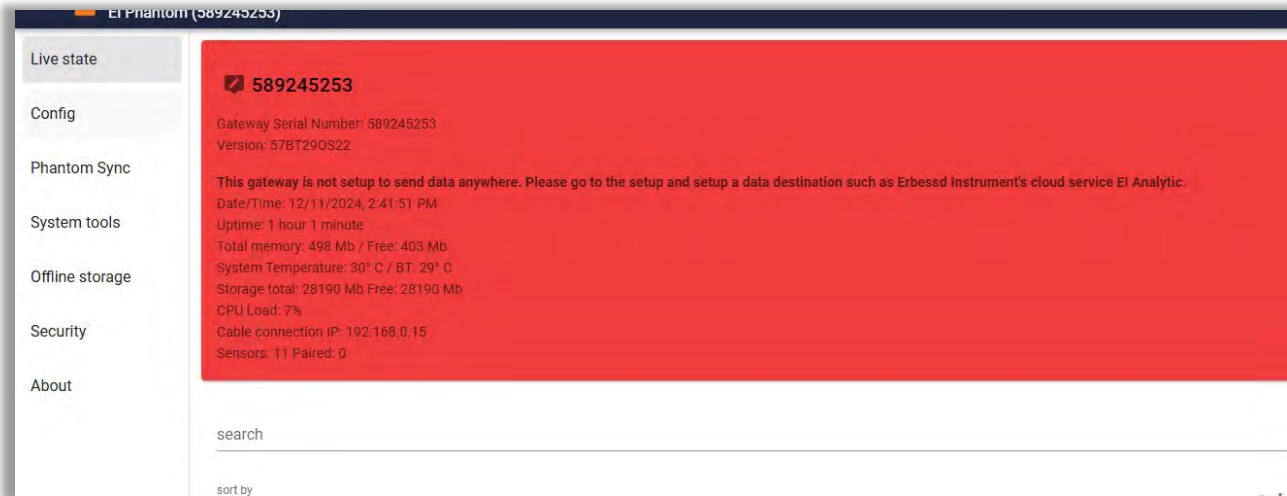 EI Phantom (589245253)
Live state
Config
Phantom Sync
System tools
Offline storage
Security
About
589245253
Gateway Serial Number: 589245253
Version: 57BT29OS22
This gateway is not setup to send data anywhere. Please go to the setup and setup a data destination such as Erbessd Instrument's cloud service EI Analytic.
Date/Time: 12/11/2024, 2:41:51 PM
Uptime: 1 hour 1 minute
Total memory: 498 Mb / Free: 403 Mb
System Temperature: 30° C / BT: 29° C
Storage total: 28190 Mb Free: 28190 Mb
CPU Load: 7%
Cable connection IP: 192.168.0.15
Sensors: 11 Paired: 0
search
sort by